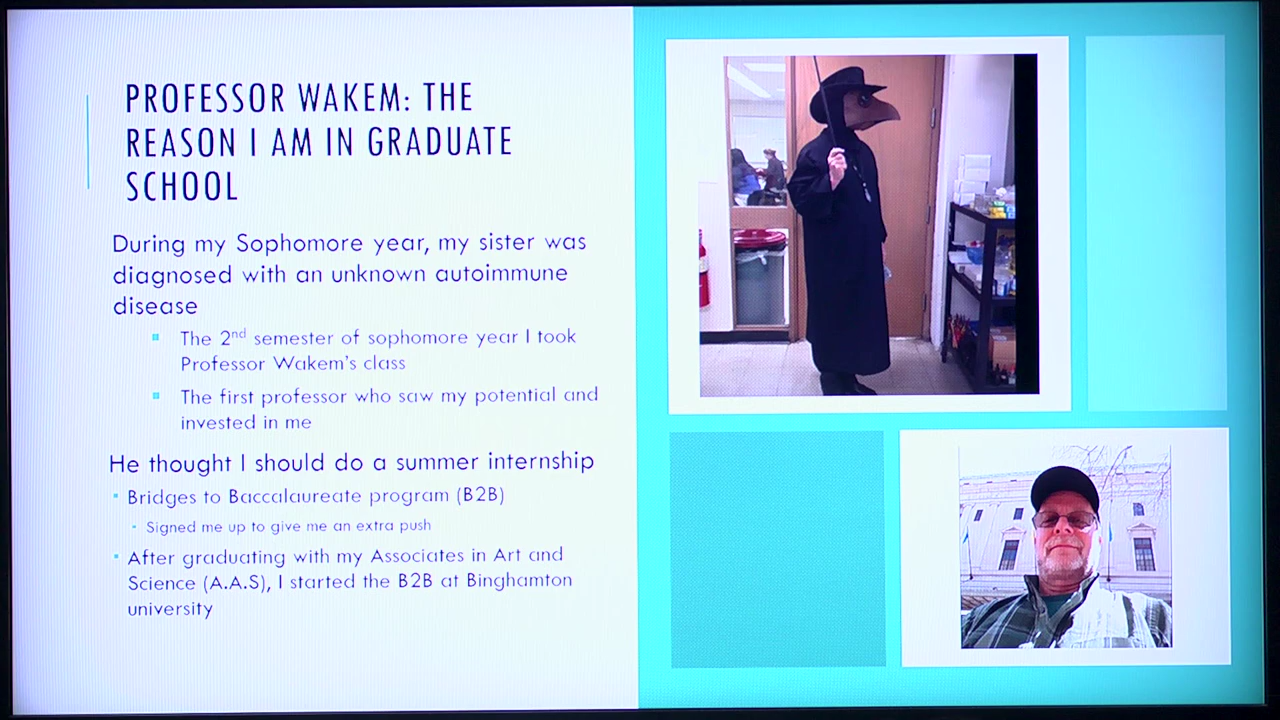 PROFESSOR WAKEM: THE
REASON I AM IN GRADUATE
SCHOOL
During my Sophomore year, my sister was
diagnosed with an unknown autoimmune
disease
The 2nd semester of sophomore year I took
Professor Wakem's class
The first professor who saw my potential and
invested in me
He thought I should do a summer internship
Bridges to Baccalaureate program (B2B)
Signed me up to give me an extra push
After graduating with my Associates in Art and
Science (A.A.S), I started the B2B at Binghamton
university